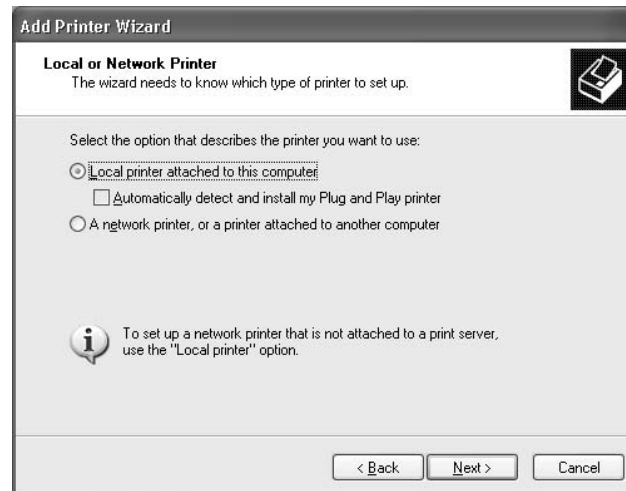 Add Printer Wizard
Local or Network Printer
The wizard needs to know which type of printer to set up.
Select the option that describes the printer you want to use:
Local printer attached to this computer
Automatically detect and install my Plug and Play printer
A network printer, or a printer attached to another computer
To set up a network printer that is not attached to a print server,
use the "Local printer" option.
< Back Next > Cancel